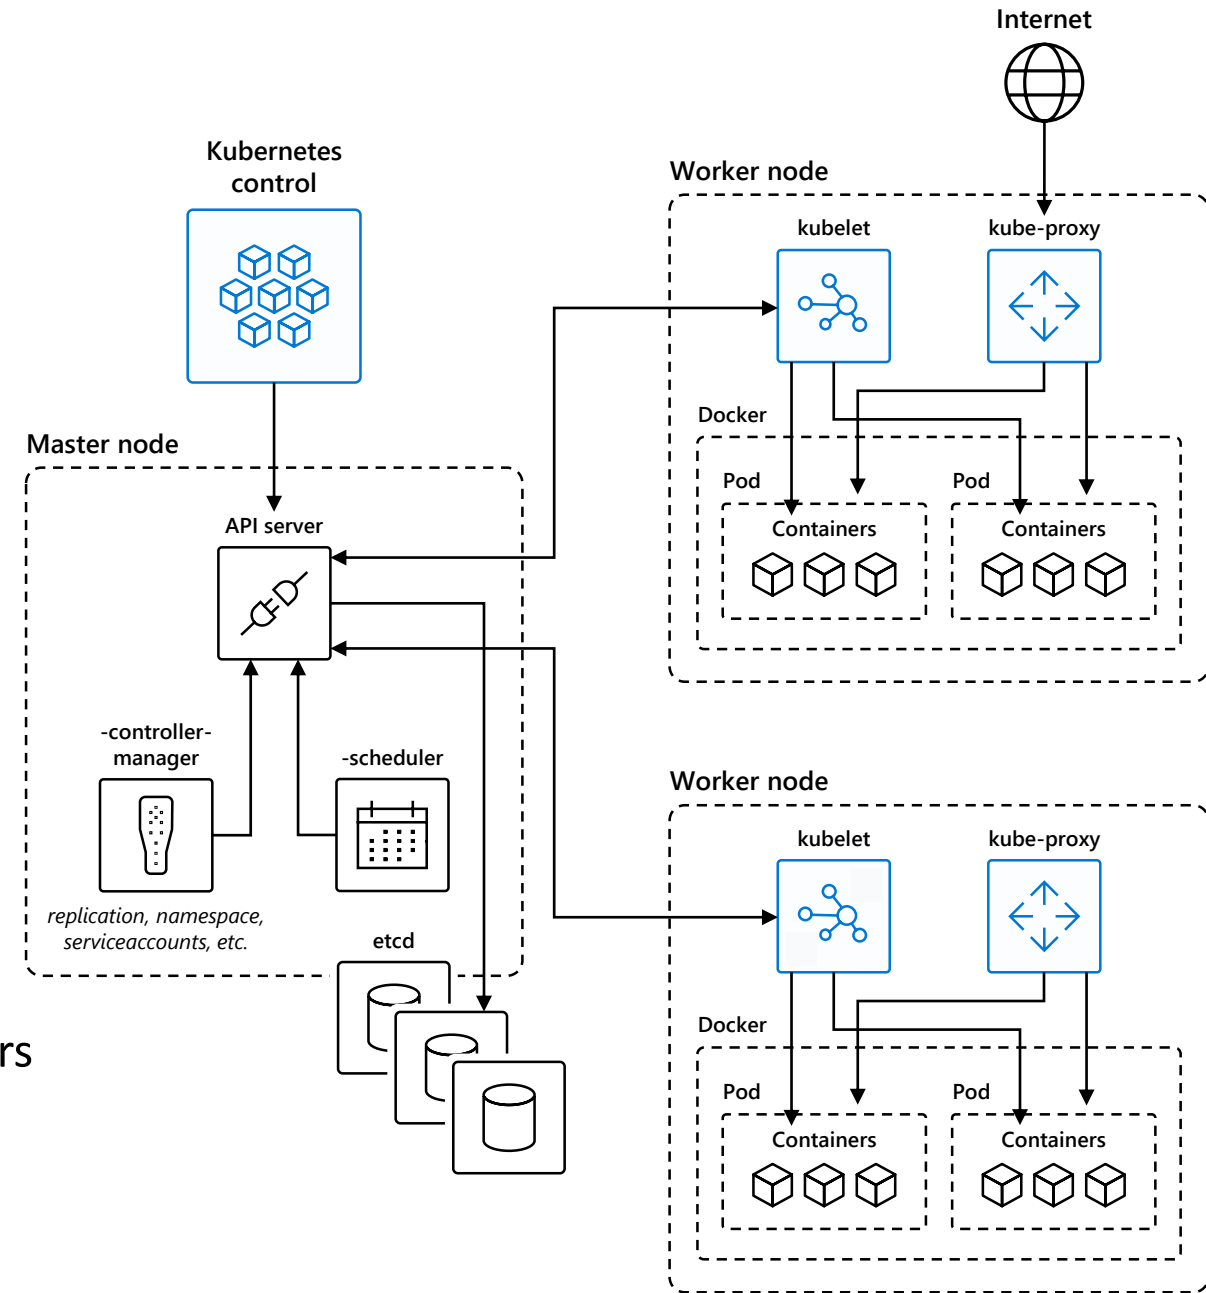 Internet
Kubernetes
control
Worker node
kubelet
kube-proxy
Docker
Pod
Pod
Containers
Containers
Master node
API server
-controller-
manager
-scheduler
replication, namespace,
serviceaccounts, etc.
etcd
rs
Worker node
kubelet
kube-proxy
Docker
Pod
Pod
Containers
Containers